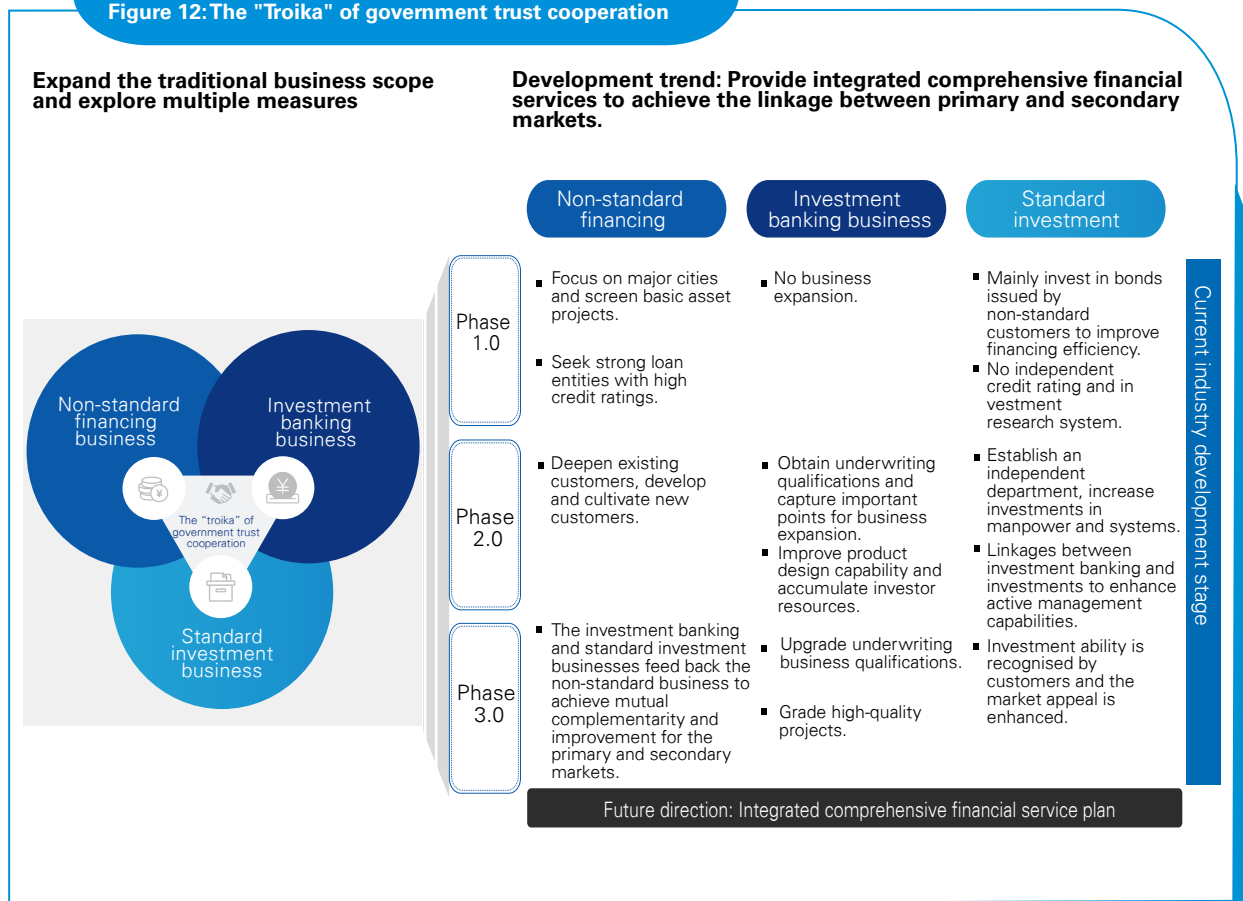 Figure 12: The "Troika" of government trust cooperation
Expand the traditional business scope
and explore multiple measures
Development trend: Provide integrated comprehensive financial
services to achieve the linkage between primary and secondary
markets.
Non-standard
financing
business
Investment
banking
business
¥
¥
The "troika" of
government trust
cooperation
Standard
investment
business
Non-standard
financing
Investment
banking business
Standard
investment
Phase
1.0
Focus on major cities
and screen basic asset
projects.
Seek strong loan
entities with high
credit ratings.
No business
expansion.
Mainly invest in bonds
issued by
non-standard
customers to improve
financing efficiency.
No independent
credit rating and in
vestment
research system.
Phase
2.0
Deepen existing
customers, develop
and cultivate new
customers.
Obtain underwriting
qualifications and
capture important
points for business
expansion.
Improve product
design capability and
accumulate investor
resources.
Establish an
independent
department, increase
investments in
manpower and systems.
Linkages between
investment banking and
investments to enhance
active management
capabilities.
Phase
3.0
The investment banking
and standard investment
businesses feed back the
non-standard business to
achieve mutual
complementarity and
improvement for the
primary and secondary
markets.
Upgrade underwriting
business qualifications.
Grade high-quality
projects.
Investment ability is
recognised by
customers and the
market appeal is
enhanced.
Current industry development stage
Future direction: Integrated comprehensive financial service plan